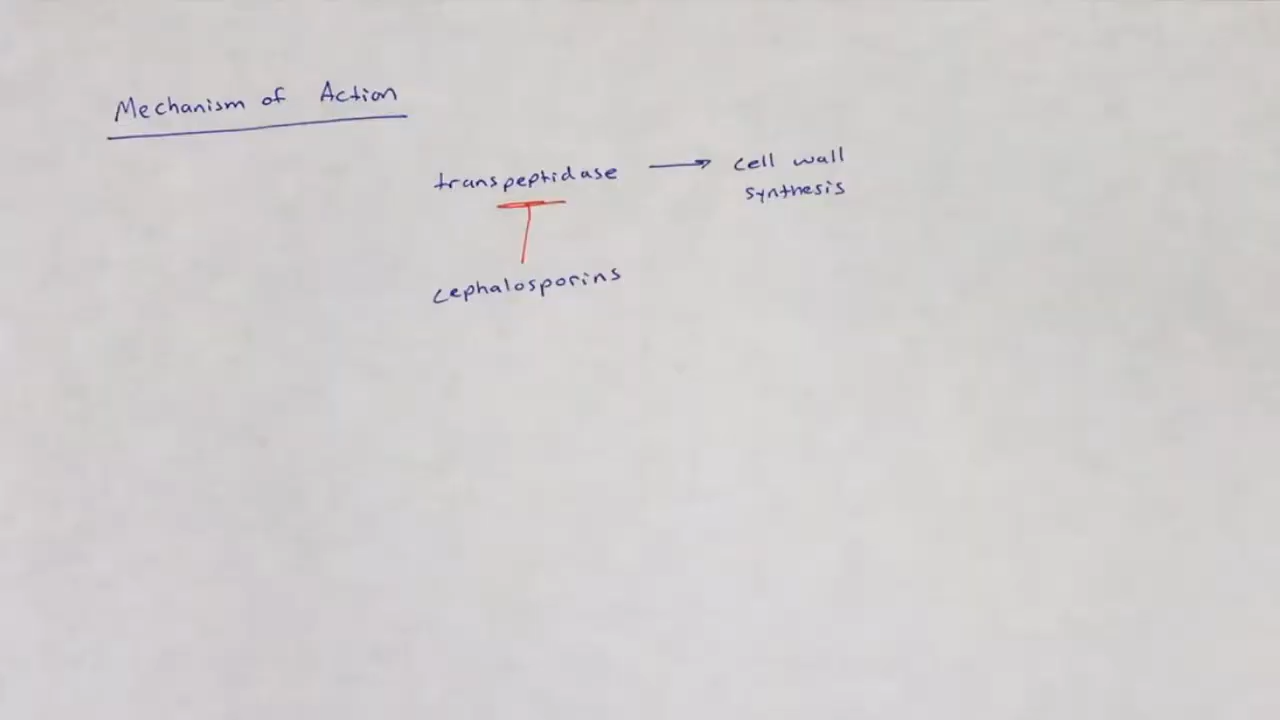 Mechanism of Action
transpeptidase → cell wall
synthesis
cephalosporins